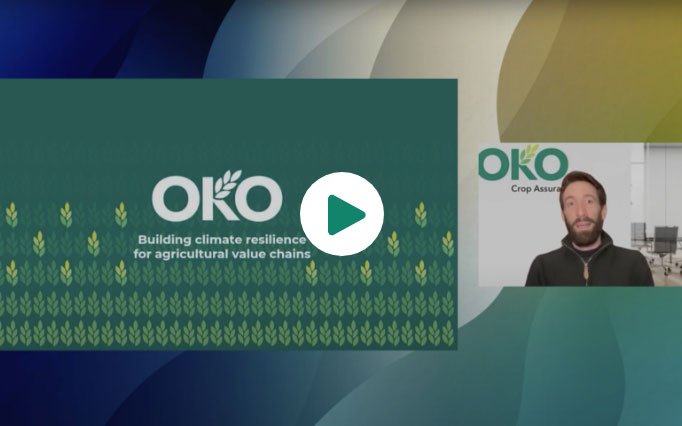 OKO
Building climate resilience
for agricultural value chains
OKO
Crop Assura